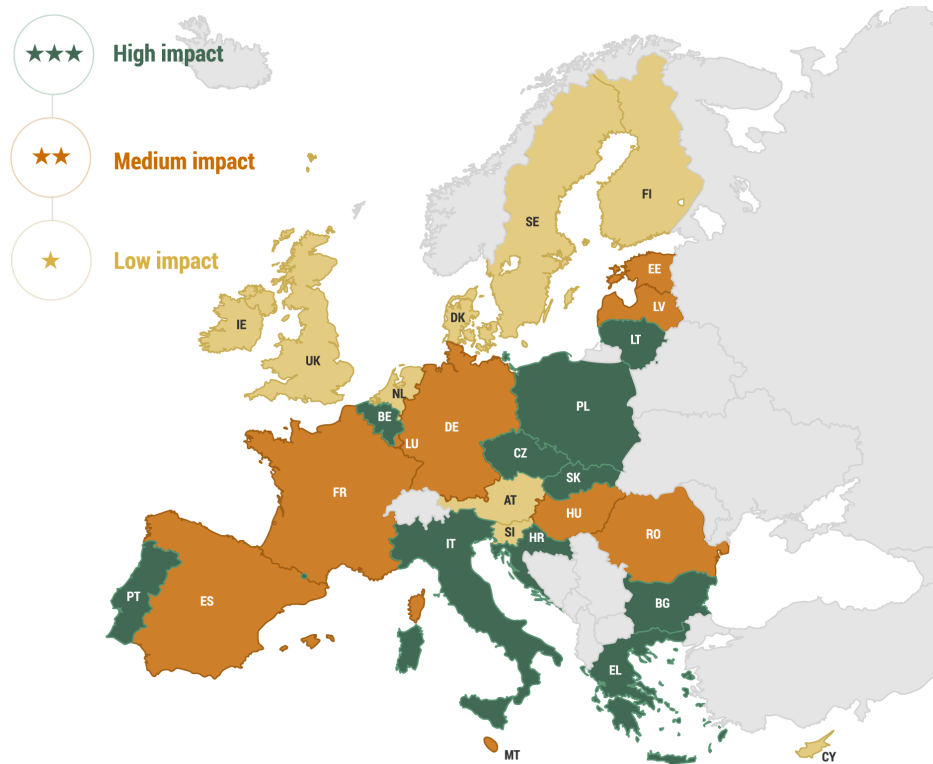 ★★★ High impact
★★ Medium impact
★ Low impact
FI
SE
EE
LV
DK
LT
IE
UK
NL
PL
BE
DE
LU
CZ
SK
FR
AT
HU
SI
RO
HR
IT
PT
ES
BG
EL
MT
CY